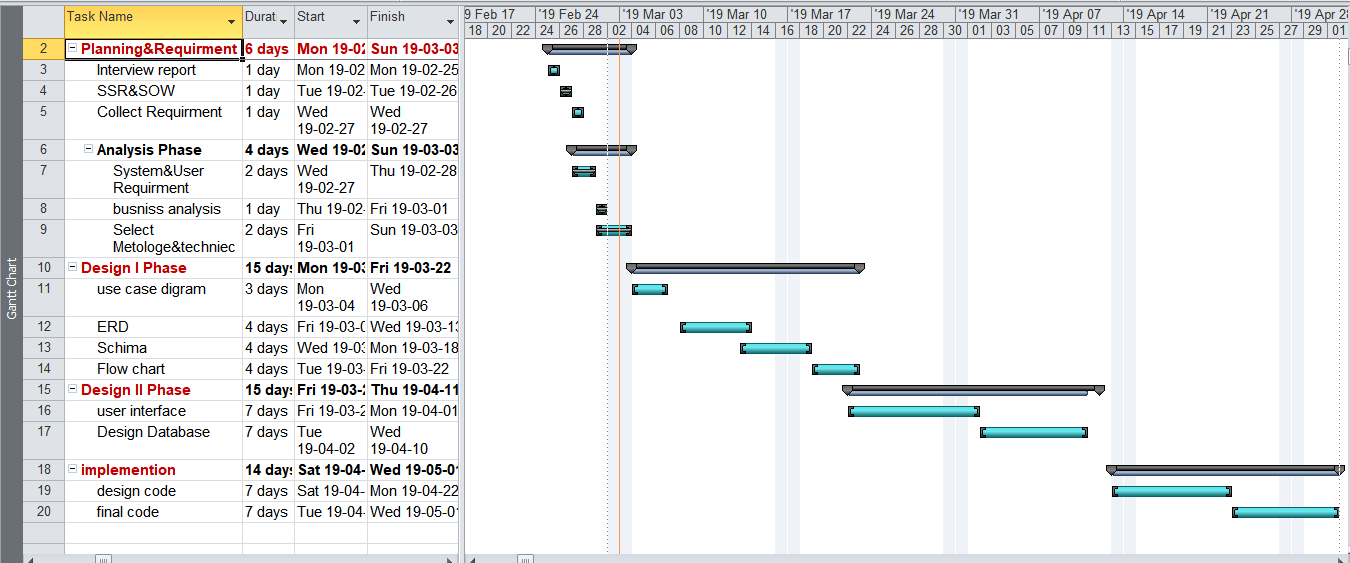 Task Name Durat Start Finish
9 Feb 17 '19 Feb 24 '19 Mar 03 '19 Mar 10 '19 Mar 17 '19 Mar 24 '19 Mar 31 '19 Apr 07 '19 Apr 14 '19 Apr 21 '19 Apr 28
18 20 22 24 26 28 02 04 06 08 10 12 14 16 18 20 22 24 26 28 30 01 03 05 07 09 11 13 15 17 19 21 23 25 27 29 01
2 Planning&Requirment 6 days Mon 19-02 Sun 19-03-03
3 Interview report 1 day Mon 19-02 Mon 19-02-25
4 SSR&SOW 1 day Tue 19-02- Tue 19-02-26
5 Collect Requirment 1 day Wed Wed
19-02-27 19-02-27
6 Analysis Phase 4 days Wed 19-02 Sun 19-03-03
7 System&User 2 days Wed Thu 19-02-28
Requirment 19-02-27
8 busniss analysis 1 day Thu 19-02- Fri 19-03-01
9 Select 2 days Fri Sun 19-03-03
Metologe&techniec 19-03-01
10 Design I Phase 15 days Mon 19-03 Fri 19-03-22
11 use case digram 3 days Mon Wed
19-03-04 19-03-06
12 ERD 4 days Fri 19-03-0 Wed 19-03-13
13 Schima 4 days Wed 19-03 Mon 19-03-18
14 Flow chart 4 days Tue 19-03- Fri 19-03-22
15 Design II Phase 15 days Fri 19-03-2 Thu 19-04-11
16 user interface 7 days Fri 19-03-2 Mon 19-04-01
17 Design Database 7 days Tue Wed
19-04-02 19-04-10
18 implemention 14 days Sat 19-04- Wed 19-05-01
19 design code 7 days Sat 19-04- Mon 19-04-22
20 final code 7 days Tue 19-04- Wed 19-05-01
Gantt Chart